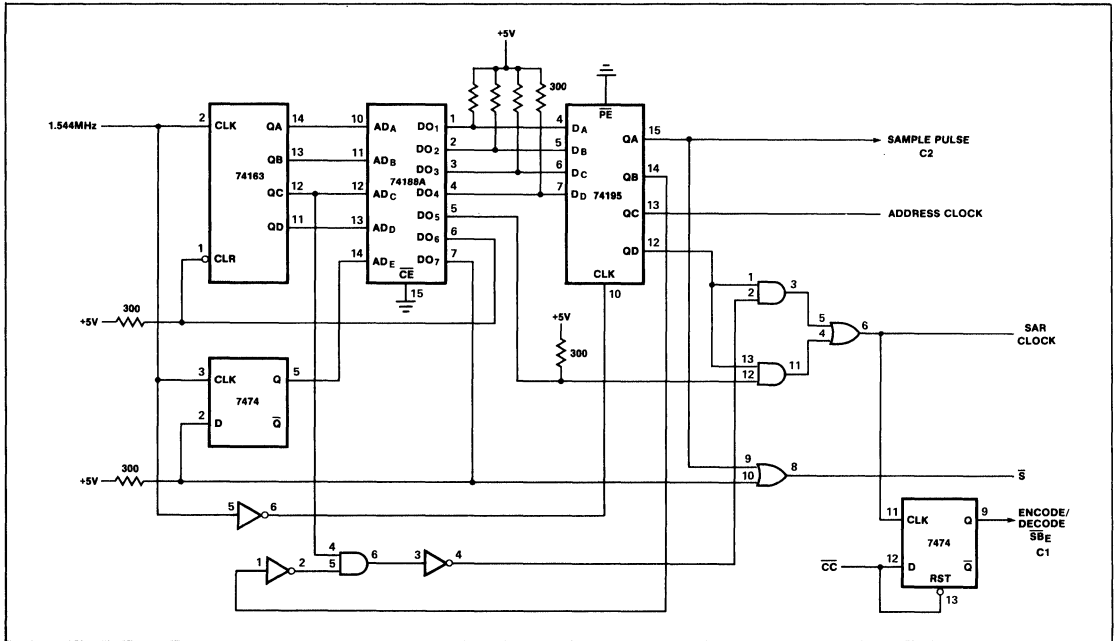 +5V
300
1.544MHz
2 CLK QA 14
QB 13
74163
QC 12
QD 11
1 CLR
10 ADA DO1 1
11 ADB DO2 2
DO3 3
74188A
12 ADC DO4 4
13 ADD DO5 5
DO6 6
14 ADE DO7 7
CE
15
PE
4 DA QA 15
5 DB QB 14
6 DC 74195
7 DD QC 13
QD 12
CLK
10
SAMPLE PULSE
C2
ADDRESS CLOCK
1
2
3
5
4
6
SAR
CLOCK
+5V
300
13
12
11
+5V
300
3 CLK Q 5
7474
2 D Q̅
+5V
300
9
10
8
S̅
5
6
1
2
4
5
6
3
4
11 CLK Q 9
7474
C̅C̅ 12 D Q̅
RST
13
ENCODE/
DECODE
S̅B̅E
C1